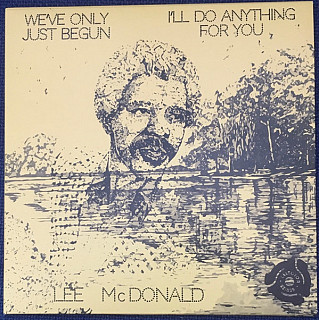 WE'VE ONLY
JUST BEGUN
I'LL DO ANYTHING
FOR YOU
LEE McDONALD